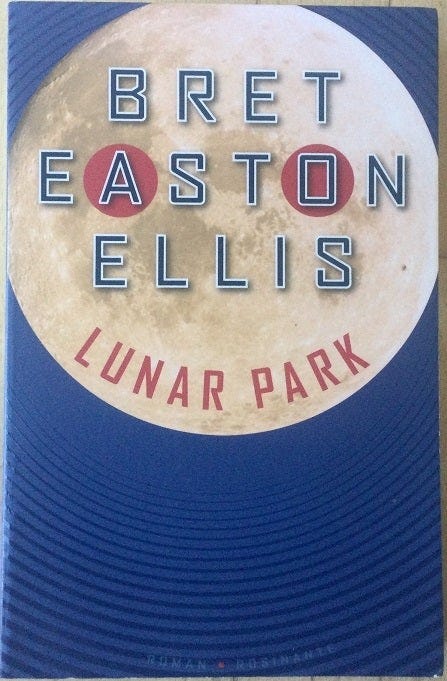 BRET
EASTON
ELLIS
LUNAR PARK
ROMAN • ROSINANTE